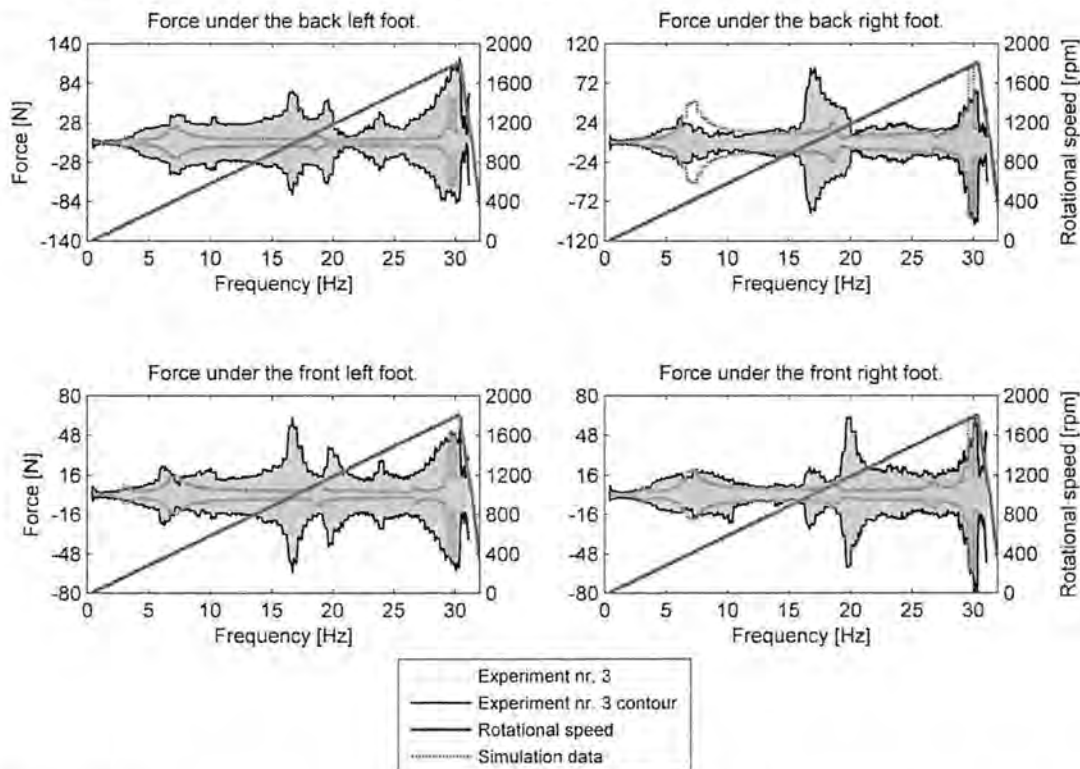 Force under the back left foot.
140
84
28
-28
-84
-140
Force [N]
2000
1600
1200
800
400
0
0 5 10 15 20 25 30
Frequency [Hz]
Force under the back right foot.
120
72
24
-24
-72
-120
2000
1600
1200
800
400
0
Rotational speed [rpm]
0 5 10 15 20 25 30
Frequency [Hz]
Force under the front left foot.
80
48
16
-16
-48
-80
Force [N]
2000
1600
1200
800
400
0
0 5 10 15 20 25 30
Frequency [Hz]
Force under the front right foot.
80
48
16
-16
-48
-80
2000
1600
1200
800
400
0
Rotational speed [rpm]
0 5 10 15 20 25 30
Frequency [Hz]
Experiment nr. 3
Experiment nr. 3 contour
Rotational speed
Simulation data